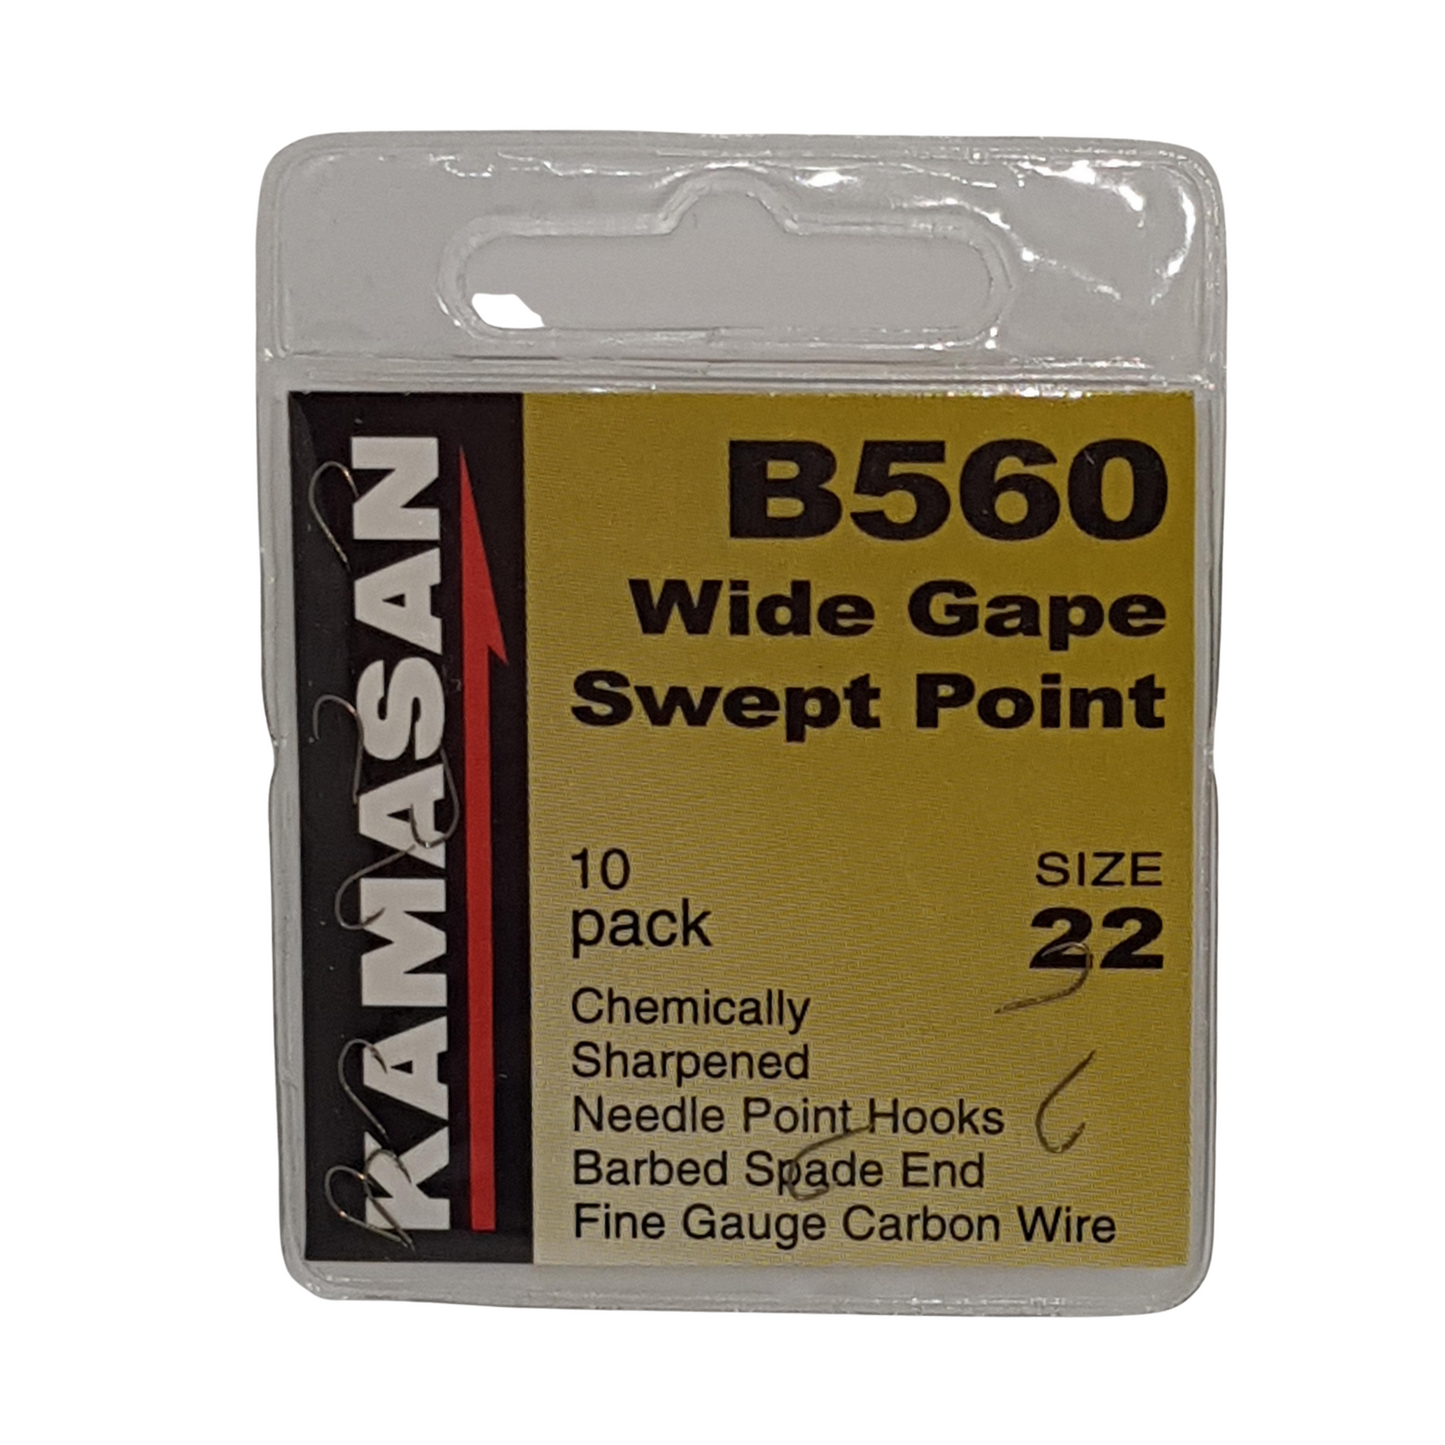 KAMASAN
B560
Wide Gape
Swept Point
10
pack
SIZE
22
Chemically
Sharpened
Needle Point Hooks
Barbed Spade End
Fine Gauge Carbon Wire